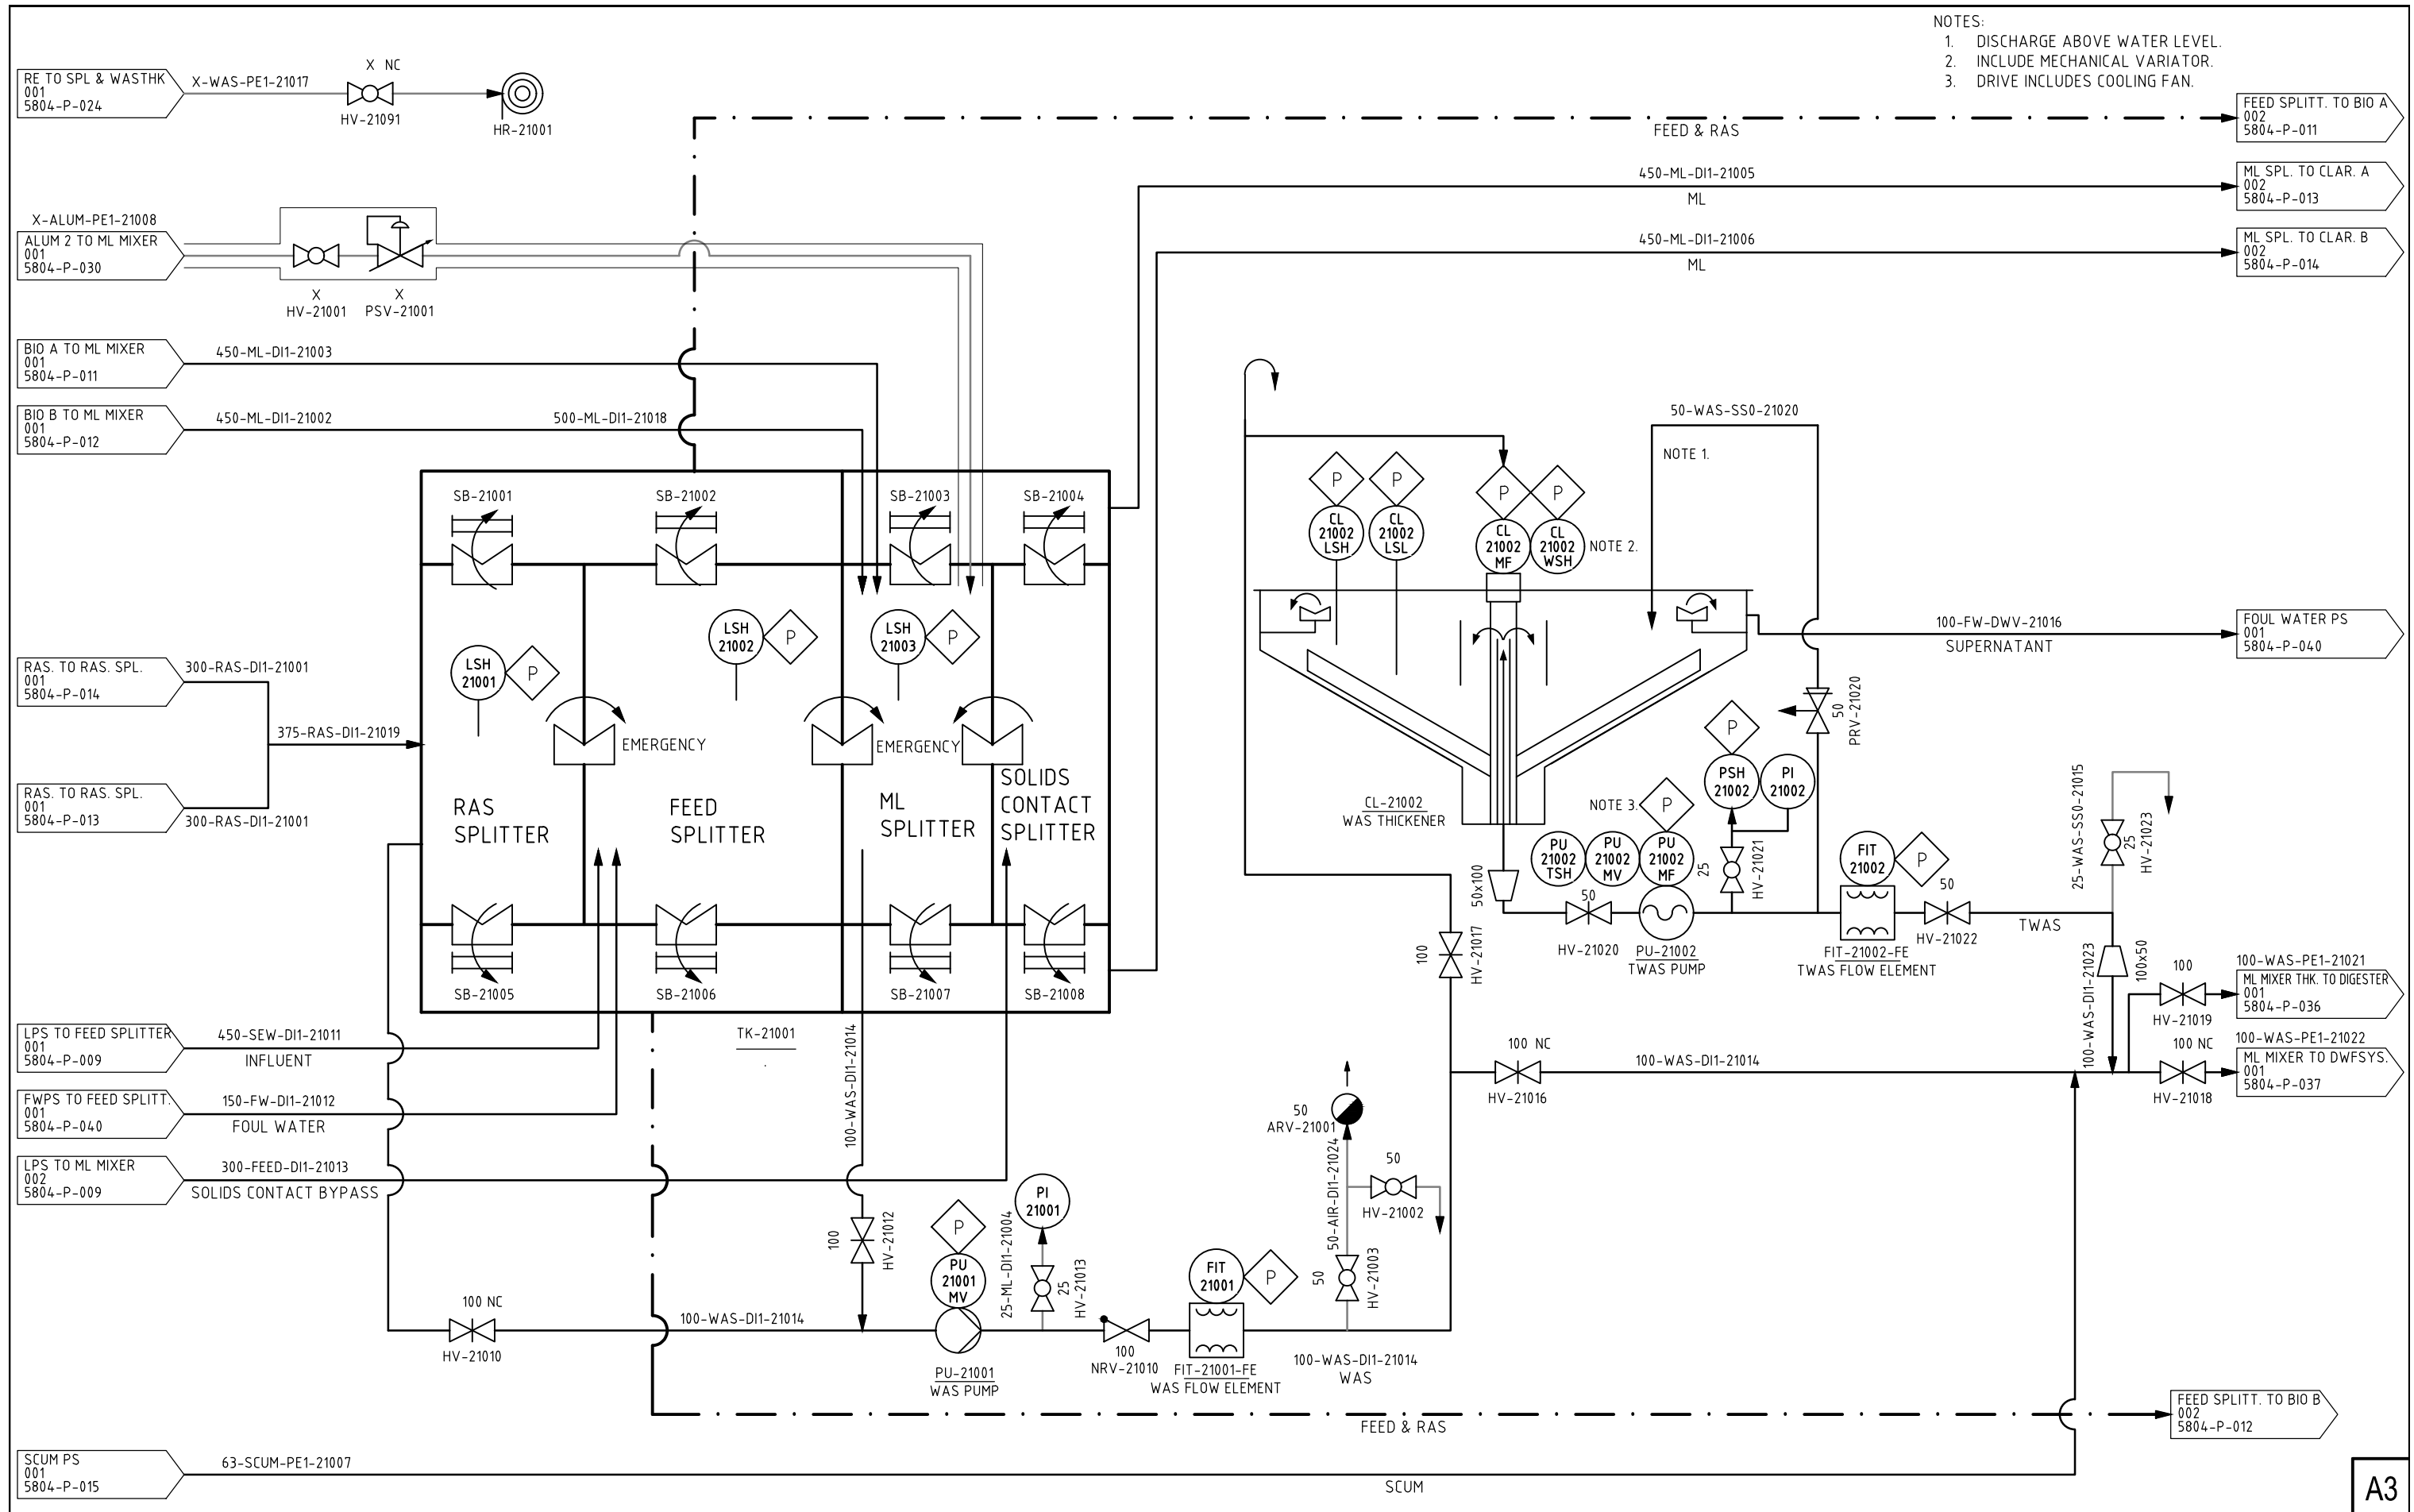 NOTES:
1. DISCHARGE ABOVE WATER LEVEL.
2. INCLUDE MECHANICAL VARIATOR.
3. DRIVE INCLUDES COOLING FAN.
RE TO SPL & WASTHK
001
5804-P-024
X-WAS-PE1-21017
X NC
HV-21091
HR-21001
FEED & RAS
FEED SPLITT. TO BIO A
002
5804-P-011
450-ML-DI1-21005
ML
ML SPL. TO CLAR. A
002
5804-P-013
X-ALUM-PE1-21008
ALUM 2 TO ML MIXER
001
5804-P-030
X
HV-21001
X
PSV-21001
450-ML-DI1-21006
ML
ML SPL. TO CLAR. B
002
5804-P-014
BIO A TO ML MIXER
001
5804-P-011
450-ML-DI1-21003
BIO B TO ML MIXER
001
5804-P-012
450-ML-DI1-21002
500-ML-DI1-21018
50-WAS-SS0-21020
NOTE 1.
SB-21001
SB-21002
SB-21003
SB-21004
P
P
P
P
CL
21002
LSH
CL
21002
LSL
CL
21002
MF
CL
21002
WSH
NOTE 2.
LSH
21001
P
LSH
21002
P
LSH
21003
P
100-FW-DWV-21016
SUPERNATANT
FOUL WATER PS
001
5804-P-040
RAS. TO RAS. SPL.
001
5804-P-014
300-RAS-DI1-21001
375-RAS-DI1-21019
RAS. TO RAS. SPL.
001
5804-P-013
300-RAS-DI1-21001
EMERGENCY
EMERGENCY
RAS
SPLITTER
FEED
SPLITTER
ML
SPLITTER
SOLIDS
CONTACT
SPLITTER
CL-21002
WAS THICKENER
50
PRV-21020
P
PSH
21002
PI
21002
NOTE 3.
P
PU
21002
TSH
PU
21002
MV
PU
21002
MF
25
HV-21021
FIT
21002
P
25-WAS-SS0-21015
25
HV-21023
50x100
50
HV-21020
PU-21002
TWAS PUMP
FIT-21002-FE
TWAS FLOW ELEMENT
50
HV-21022
TWAS
100
HV-21017
100-WAS-DI1-21023
100x50
100
HV-21019
100-WAS-PE1-21021
ML MIXER THK. TO DIGESTER
001
5804-P-036
SB-21005
SB-21006
SB-21007
SB-21008
TK-21001
LPS TO FEED SPLITTER
001
5804-P-009
450-SEW-DI1-21011
INFLUENT
100-WAS-DI1-21014
100 NC
HV-21016
100-WAS-DI1-21014
100 NC
HV-21018
100-WAS-PE1-21022
ML MIXER TO DWFSYS.
001
5804-P-037
FWPS TO FEED SPLITT.
001
5804-P-040
150-FW-DI1-21012
FOUL WATER
50
ARV-21001
50-AIR-DI1-21024
50
HV-21002
50
HV-21003
LPS TO ML MIXER
002
5804-P-009
300-FEED-DI1-21013
SOLIDS CONTACT BYPASS
100
HV-21012
P
PU
21001
MV
PI
21001
25-ML-DI1-21004
25
HV-21013
FIT
21001
P
100 NC
HV-21010
100-WAS-DI1-21014
PU-21001
WAS PUMP
100
NRV-21010
FIT-21001-FE
WAS FLOW ELEMENT
100-WAS-DI1-21014
WAS
FEED & RAS
FEED SPLITT. TO BIO B
002
5804-P-012
SCUM PS
001
5804-P-015
63-SCUM-PE1-21007
SCUM
A3